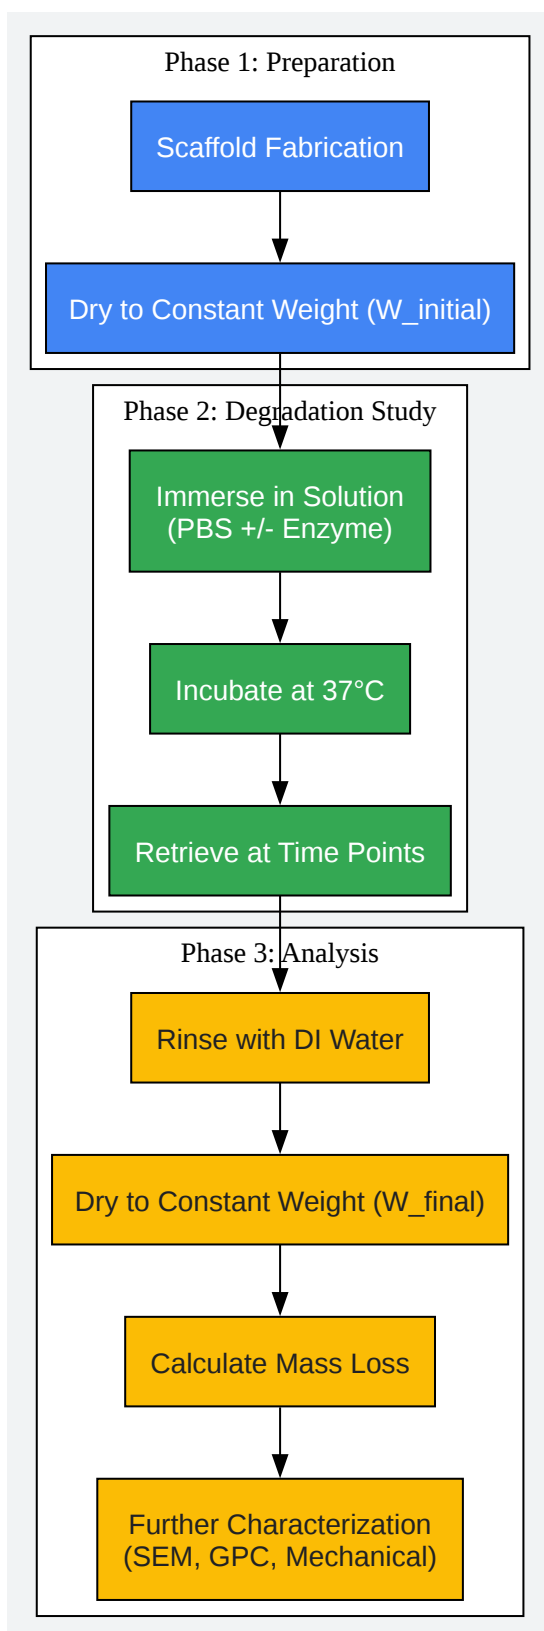 Phase 1: Preparation
Scaffold Fabrication
Dry to Constant Weight (W_initial)
Phase 2: Degradation Study
Immerse in Solution
(PBS +/- Enzyme)
Incubate at 37°C
Retrieve at Time Points
Phase 3: Analysis
Rinse with DI Water
Dry to Constant Weight (W_final)
Calculate Mass Loss
Further Characterization
(SEM, GPC, Mechanical)